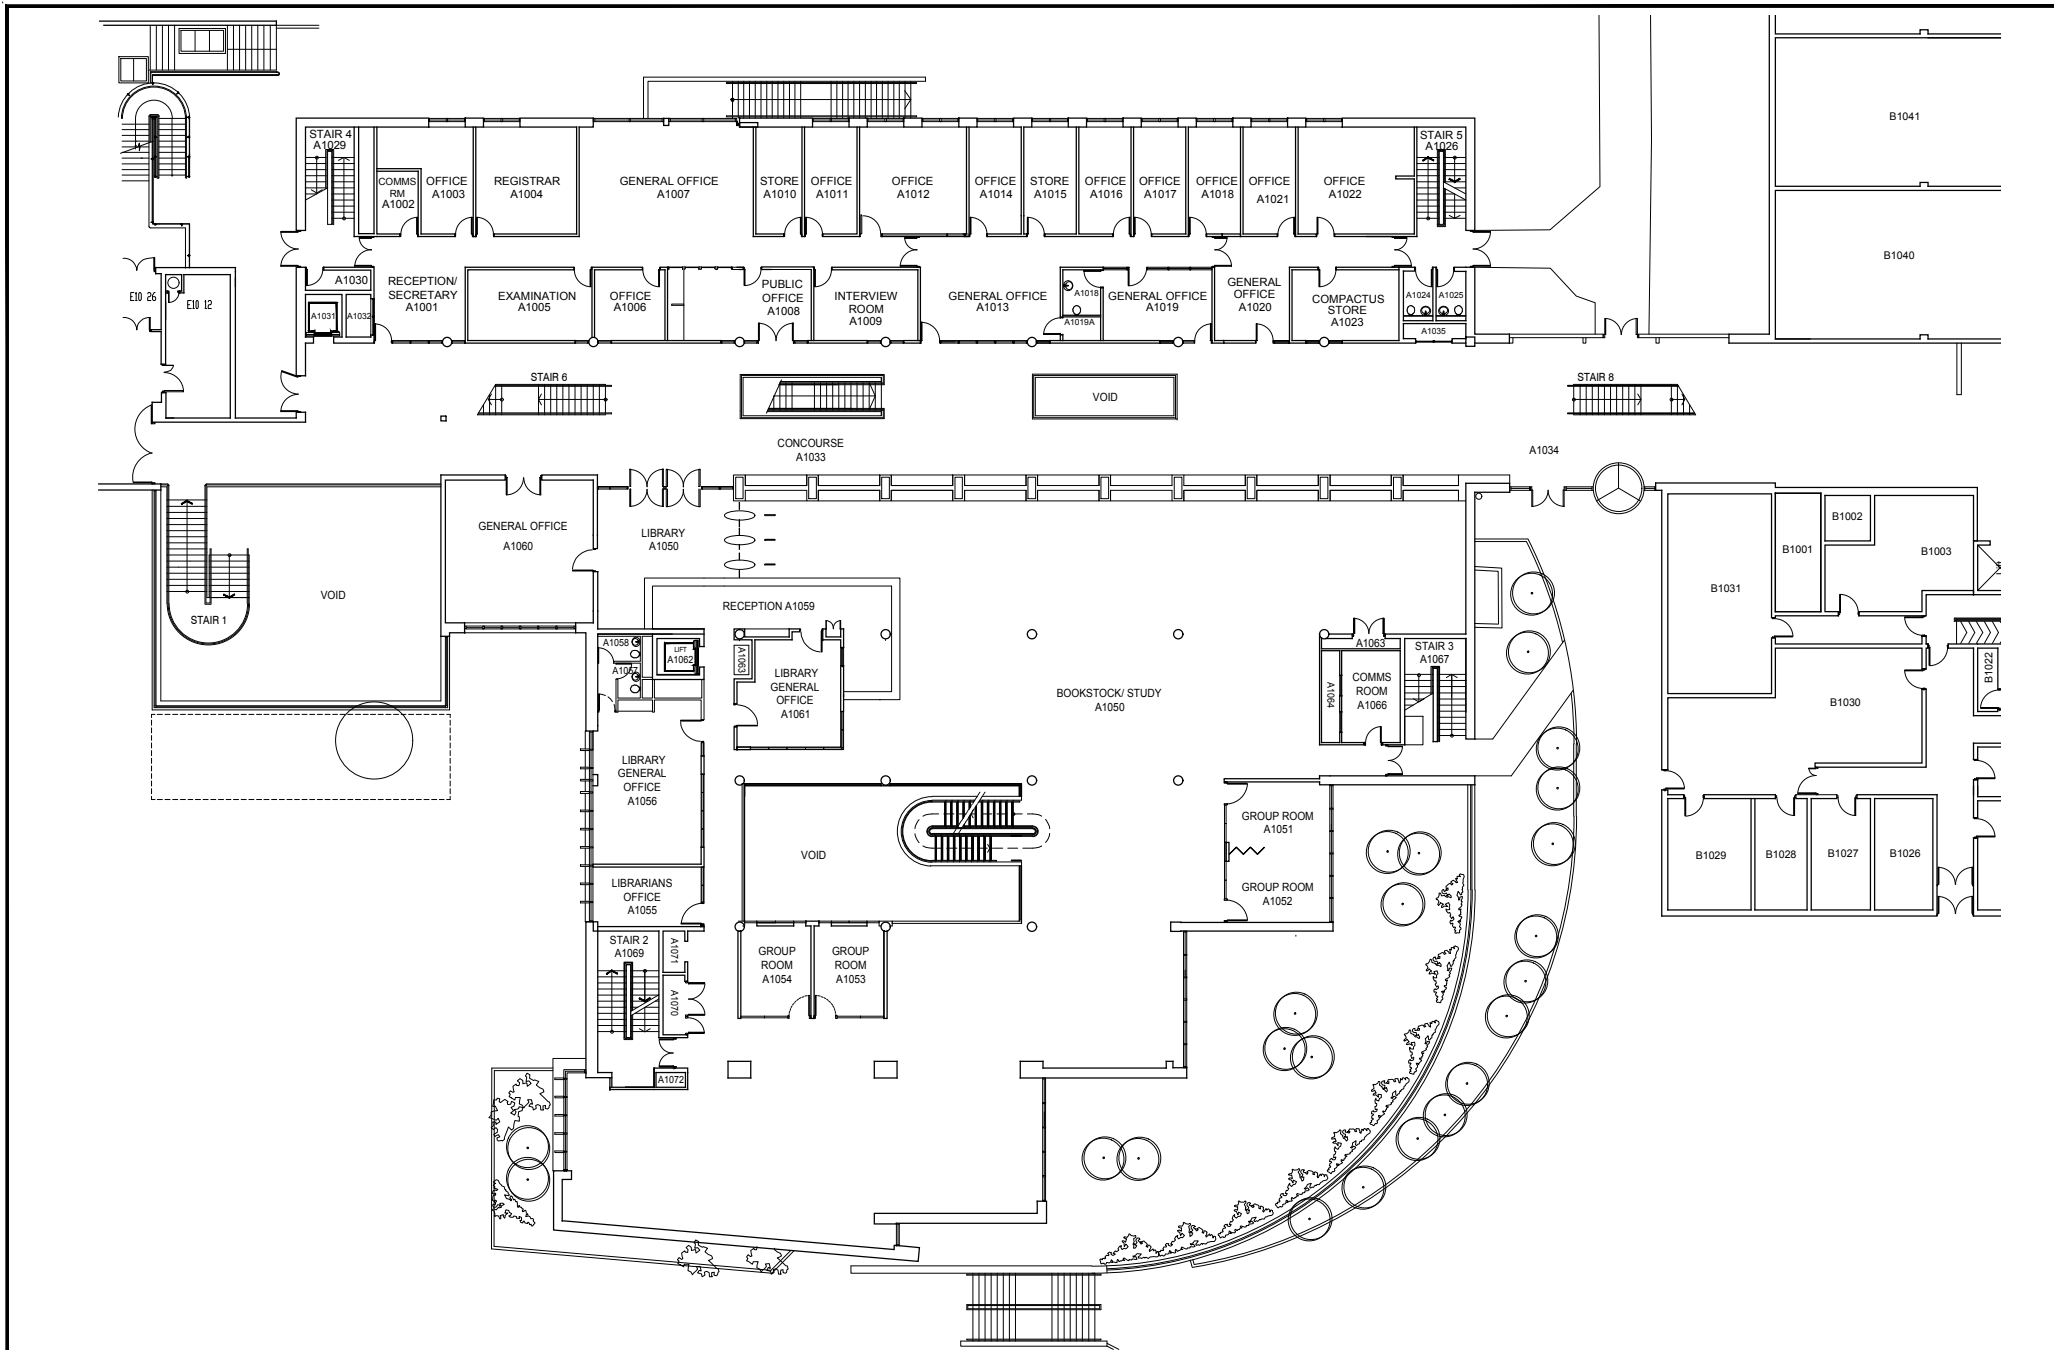 STAIR 4
A1029
COMMS
RM
A1002
OFFICE
A1003
REGISTRAR
A1004
GENERAL OFFICE
A1007
STORE
A1010
OFFICE
A1011
OFFICE
A1012
OFFICE
A1014
STORE
A1015
OFFICE
A1016
OFFICE
A1017
OFFICE
A1018
OFFICE
A1021
OFFICE
A1022
STAIR 5
A1026
B1041
B1040
E10 26
E10 12
A1030
A1031
A1032
RECEPTION/
SECRETARY
A1001
EXAMINATION
A1005
OFFICE
A1006
PUBLIC
OFFICE
A1008
INTERVIEW
ROOM
A1009
GENERAL OFFICE
A1013
A1018
A1019A
GENERAL OFFICE
A1019
GENERAL
OFFICE
A1020
COMPACTUS
STORE
A1023
A1024
A1025
A1035
STAIR 6
VOID
STAIR 8
CONCOURSE
A1033
A1034
STAIR 1
VOID
GENERAL OFFICE
A1060
LIBRARY
A1050
RECEPTION A1059
A1058
A1057
LIFT
A1062
A1063
LIBRARY
GENERAL
OFFICE
A1061
BOOKSTOCK/ STUDY
A1050
A1063
A1064
COMMS
ROOM
A1066
STAIR 3
A1067
B1031
B1001
B1002
B1003
B1022
B1030
LIBRARY
GENERAL
OFFICE
A1056
VOID
GROUP ROOM
A1051
GROUP ROOM
A1052
B1029
B1028
B1027
B1026
LIBRARIANS
OFFICE
A1055
STAIR 2
A1069
A1071
A1070
GROUP
ROOM
A1054
GROUP
ROOM
A1053
A1072